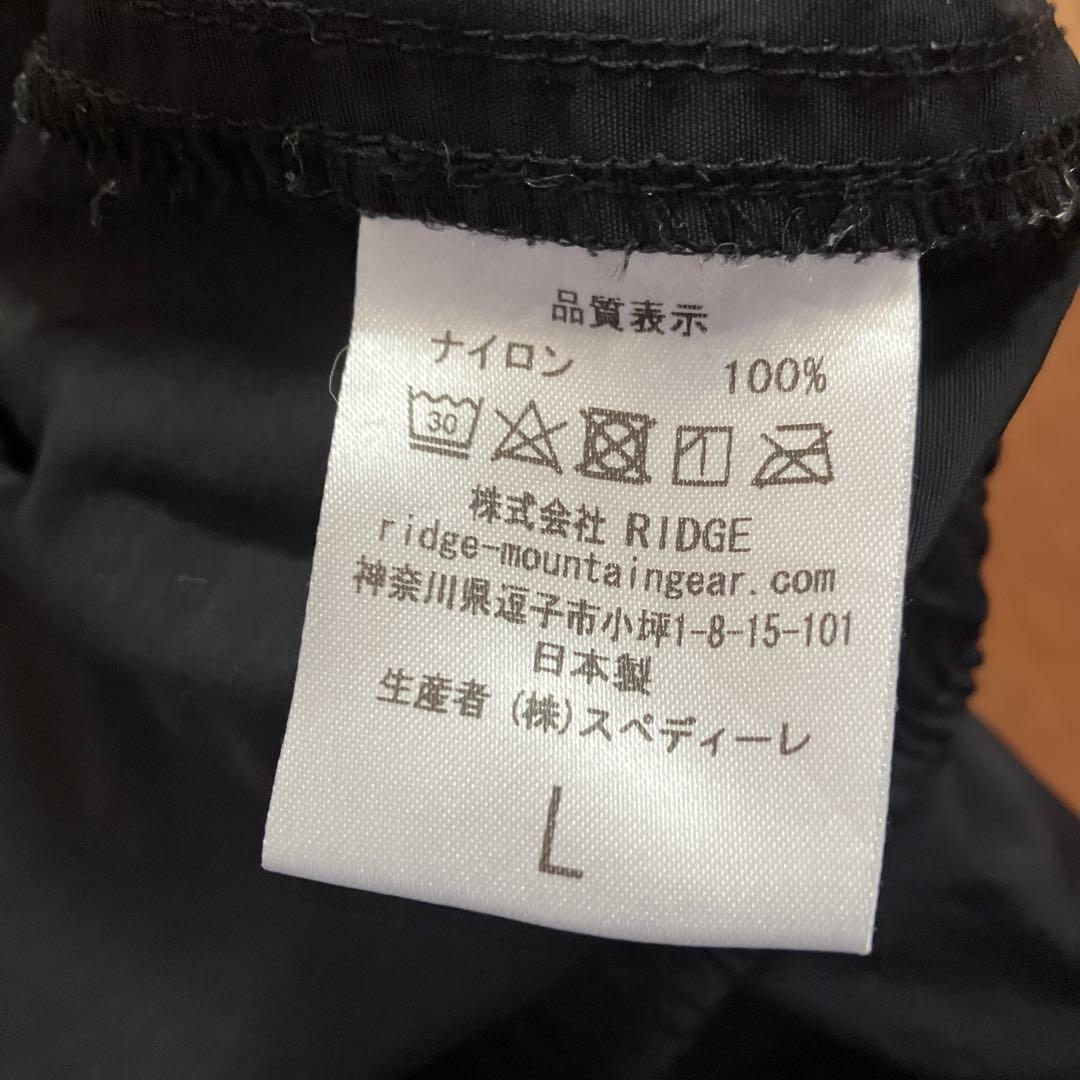 品質表示
ナイロン 100%
30
株式会社 RIDGE
ridge-mountaingear.com
神奈川県逗子市小坪1-8-15-101
日本製
生産者 (株)スペディーレ
L